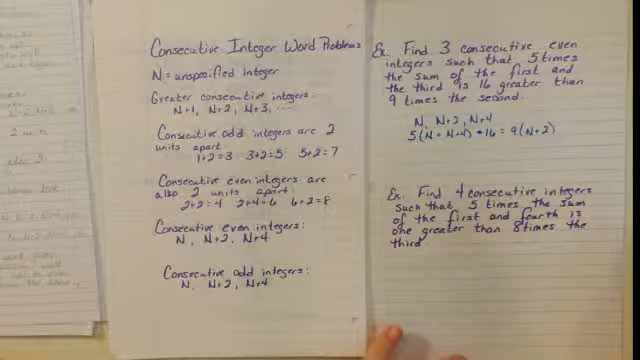 Consecutive Integer Word Problems
N = unspecified integer
Greater consecutive integers:
N+1, N+2, N+3, ....
Consecutive odd integers are 2
units apart
1+2=3 3+2=5 5+2=7
Consecutive even integers are
also 2 units apart:
2+2=4 2+4=6 6+2=8
Consecutive even integers:
N, N+2, N+4
Consecutive odd integers:
N, N+2, N+4
Ex. Find 3 consecutive even
integers such that 5 times
the sum of the first and
the third is 16 greater than
9 times the second.
N, N+2, N+4
5(N + N+4) 16 = 9(N+2)
Ex. Find 4 consecutive integers
such that 5 times the sum
of the first and fourth is
one greater than 8 times the
third.